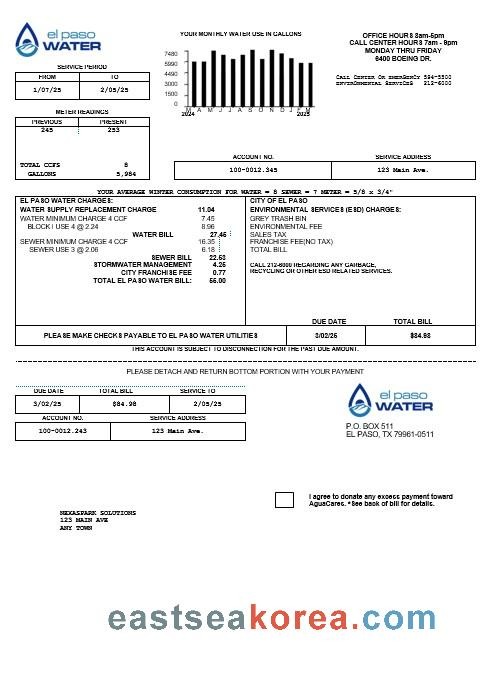 el paso
WATER
YOUR MONTHLY WATER USE IN GALLONS
OFFICE HOURS 8am-5pm
CALL CENTER HOURS 7am - 9pm
MONDAY THRU FRIDAY
6400 BOEING DR.
7480
5990
4490
3000
1500
0
M A M J J A S O N D J F M
2024 2025
CALL CENTER OR EMERGENCY 594-5500
ENVIRONMENTAL SERVICES 212-6000
SERVICE PERIOD
FROM TO
1/07/25 2/05/25
METER READINGS
PREVIOUS PRESENT
245 253
TOTAL CCFS 8
GALLONS 5,984
ACCOUNT NO. SERVICE ADDRESS
100-0012.345 123 Main Ave.
YOUR AVERAGE WINTER CONSUMPTION FOR WATER = 8 SEWER = 7 METER = 5/8 x 3/4"
EL PASO WATER CHARGES:
WATER SUPPLY REPLACEMENT CHARGE 11.04
WATER MINIMUM CHARGE 4 CCF 7.45
BLOCK I USE 4 @ 2.24 8.96
WATER BILL 27.45
SEWER MINIMUM CHARGE 4 CCF 16.35
SEWER USE 3 @ 2.06 6.18
SEWER BILL 22.53
STORMWATER MANAGEMENT 4.25
CITY FRANCHISE FEE 0.77
TOTAL EL PASO WATER BILL: 55.00
CITY OF EL PASO
ENVIRONMENTAL SERVICES (ESD) CHARGES:
GREY TRASH BIN
ENVIRONMENTAL FEE
SALES TAX
FRANCHISE FEE(NO TAX)
TOTAL BILL
CALL 212-6000 REGARDING ANY GARBAGE,
RECYCLING OR OTHER ESD RELATED SERVICES.
DUE DATE TOTAL BILL
PLEASE MAKE CHECKS PAYABLE TO EL PASO WATER UTILITIES 3/02/25 $84.98
THIS ACCOUNT IS SUBJECT TO DISCONNECTION FOR THE PAST DUE AMOUNT.
PLEASE DETACH AND RETURN BOTTOM PORTION WITH YOUR PAYMENT
DUE DATE TOTAL BILL SERVICE TO
3/02/25 $84.98 2/05/25
ACCOUNT NO. SERVICE ADDRESS
100-0012.243 123 Main Ave.
el paso
WATER
P.O. BOX 511
EL PASO, TX 79961-0511
I agree to donate any excess payment toward
AguaCares. *See back of bill for details.
NEXASPARK SOLUTIONS
123 MAIN AVE
ANY TOWN
eastseakorea.com